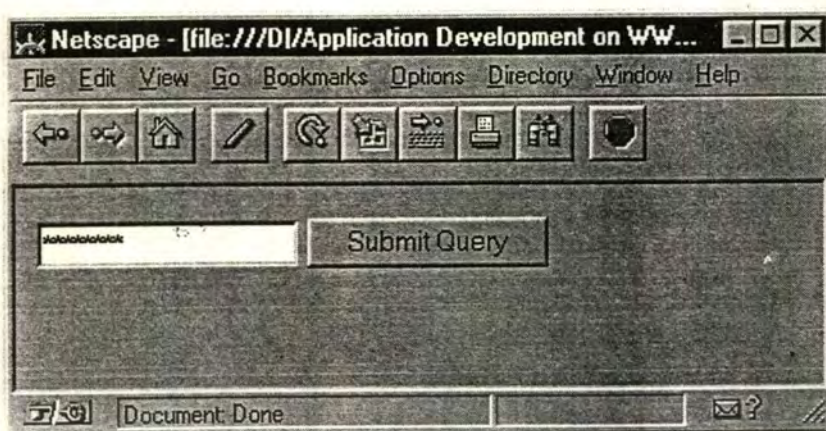 Netscape - [file:///D|/Application Development on WW...
File Edit View Go Bookmarks Options Directory Window Help
********* Submit Query
Document: Done
?